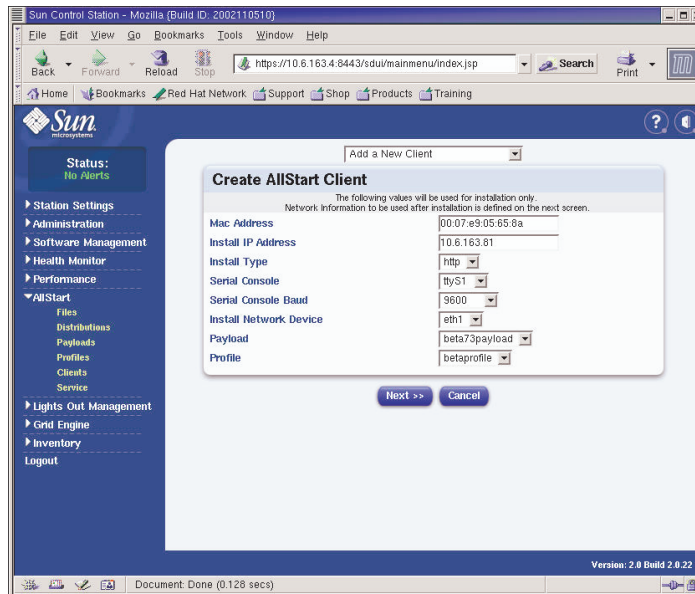 Sun Control Station - Mozilla {Build ID: 2002110510}
File Edit View Go Bookmarks Tools Window Help
Back Forward Reload Stop https://10.6.163.4:8443/sdui/mainmenu/index.jsp Search Print
Home Bookmarks Red Hat Network Support Shop Products Training
Sun
microsystems
?
Status:
No Alerts
Add a New Client
Create AllStart Client
The following values will be used for installation only.
Network Information to be used after installation is defined on the next screen.
Mac Address 00:07:e9:05:65:8a
Install IP Address 10.6.163.81
Install Type http
Serial Console ttyS1
Serial Console Baud 9600
Install Network Device eth1
Payload beta73payload
Profile betaprofile
Next >> Cancel
Station Settings
Administration
Software Management
Health Monitor
Performance
AllStart
Files
Distributions
Payloads
Profiles
Clients
Service
Lights Out Management
Grid Engine
Inventory
Logout
Version: 2.0 Build 2.0.22
Document: Done (0.128 secs)